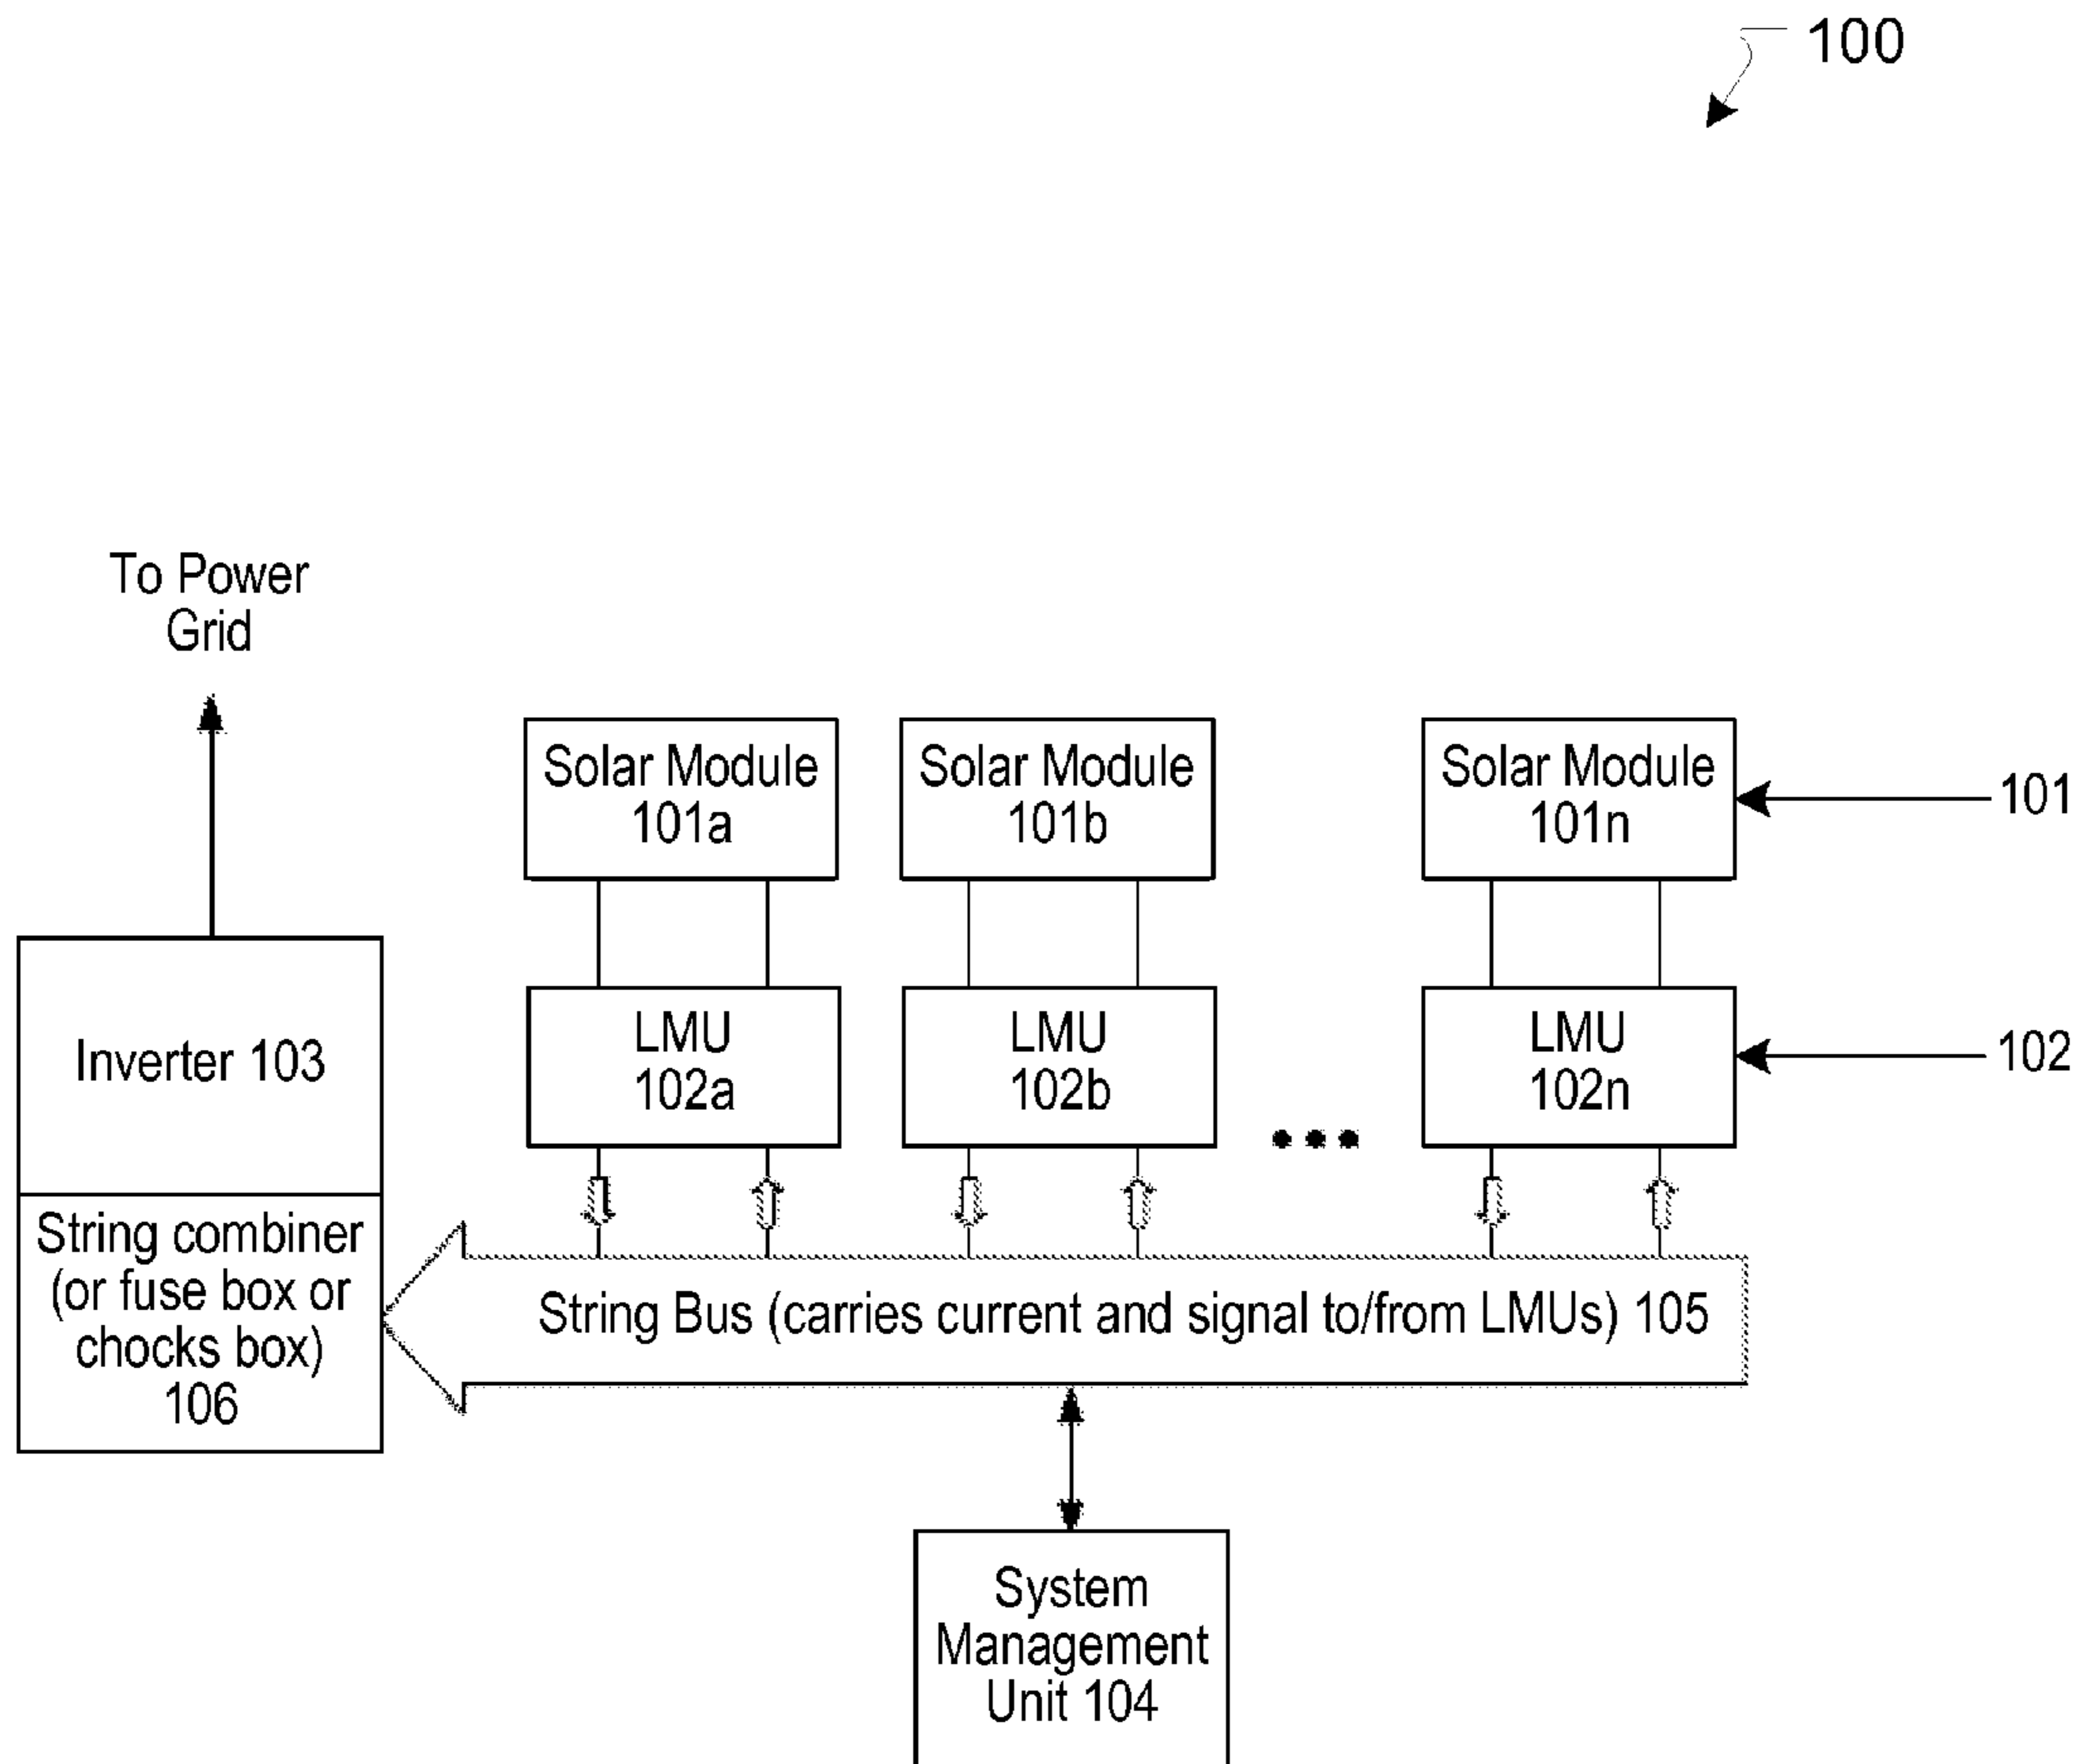 100
To Power
Grid
Solar Module
101a
Solar Module
101b
Solar Module
101n
101
Inverter 103
LMU
102a
LMU
102b
LMU
102n
102
String combiner
(or fuse box or
chocks box)
106
String Bus (carries current and signal to/from LMUs) 105
System
Management
Unit 104